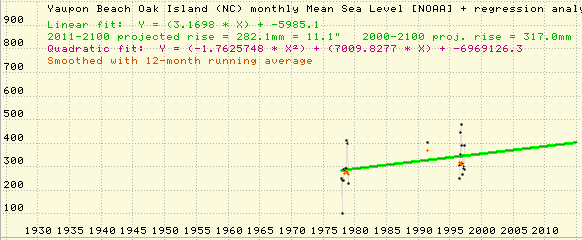 Yaupon Beach Oak Island (NC) monthly Mean Sea Level [NOAA] + regression analy
Linear fit: Y = (3.1698 * X) + -5985.1
2011-2100 projected rise = 282.1mm = 11.1" 2000-2100 proj. rise = 317.0mm
Quadratic fit: Y = (-1.7625748 * X²) + (7009.8277 * X) + -6969126.3
Smoothed with 12-month running average
900
800
700
600
500
400
300
200
100
1930 1935 1940 1945 1950 1955 1960 1965 1970 1975 1980 1985 1990 1995 2000 2005 2010